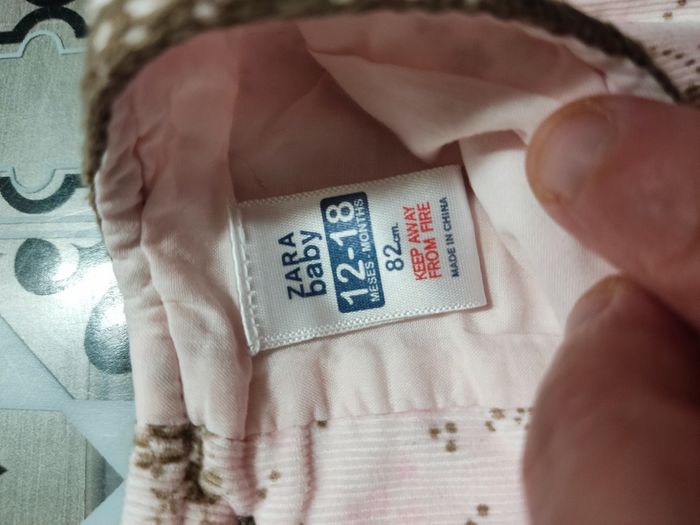 ZARA
baby
12-18
MESES - MONTHS
82cm.
KEEP AWAY
FROM FIRE
MADE IN CHINA